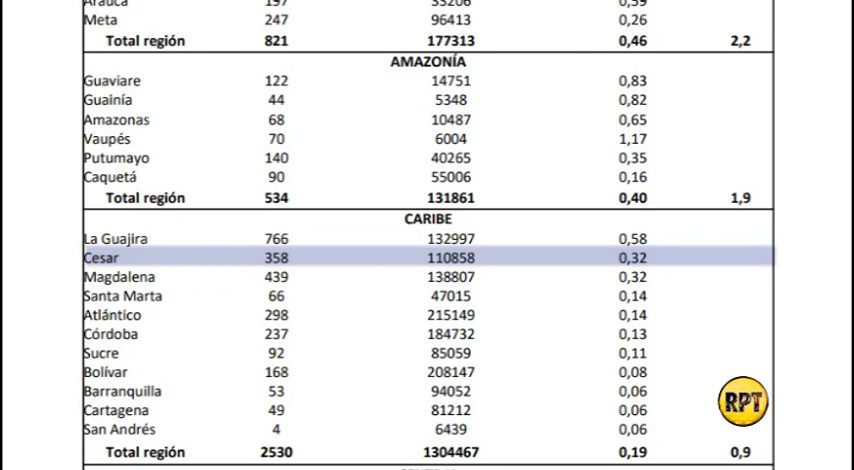 Arauca 197 33206 0,59
Meta 247 96413 0,26
Total región 821 177313 0,46 2,2
AMAZONÍA
Guaviare 122 14751 0,83
Guainía 44 5348 0,82
Amazonas 68 10487 0,65
Vaupés 70 6004 1,17
Putumayo 140 40265 0,35
Caquetá 90 55006 0,16
Total región 534 131861 0,40 1,9
CARIBE
La Guajira 766 132997 0,58
Cesar 358 110858 0,32
Magdalena 439 138807 0,32
Santa Marta 66 47015 0,14
Atlántico 298 215149 0,14
Córdoba 237 184732 0,13
Sucre 92 85059 0,11
Bolívar 168 208147 0,08
Barranquilla 53 94052 0,06
RPT
Cartagena 49 81212 0,06
San Andrés 4 6439 0,06
Total región 2530 1304467 0,19 0,9